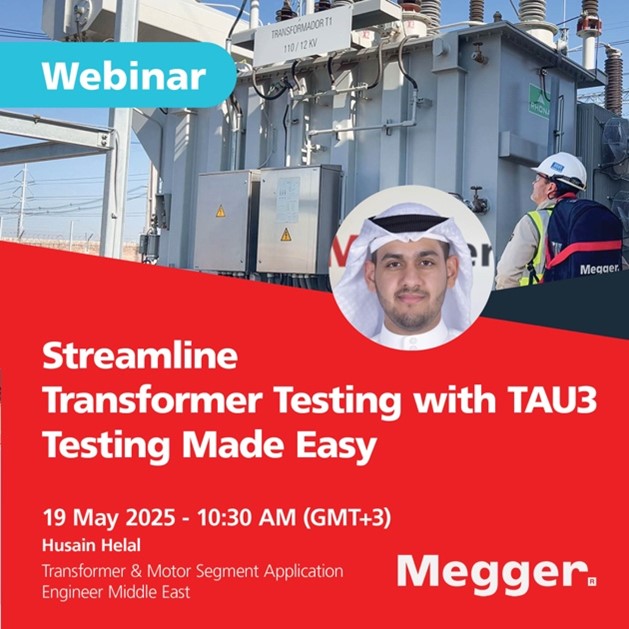 TRANSFORMADOR T1
110 / 12 KV
Webinar
Megger.
Streamline
Transformer Testing with TAU3
Testing Made Easy
19 May 2025 - 10:30 AM (GMT+3)
Husain Helal
Transformer & Motor Segment Application
Engineer Middle East
Megger.